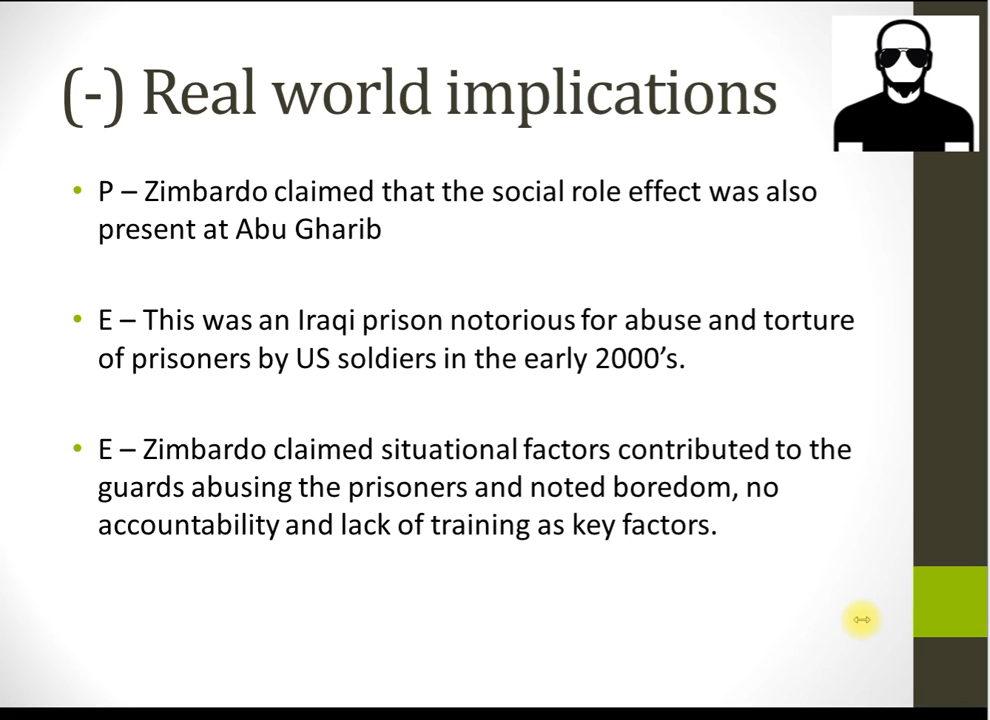 (-) Real world implications
• P – Zimbardo claimed that the social role effect was also
present at Abu Gharib
• E – This was an Iraqi prison notorious for abuse and torture
of prisoners by US soldiers in the early 2000’s.
• E – Zimbardo claimed situational factors contributed to the
guards abusing the prisoners and noted boredom, no
accountability and lack of training as key factors.